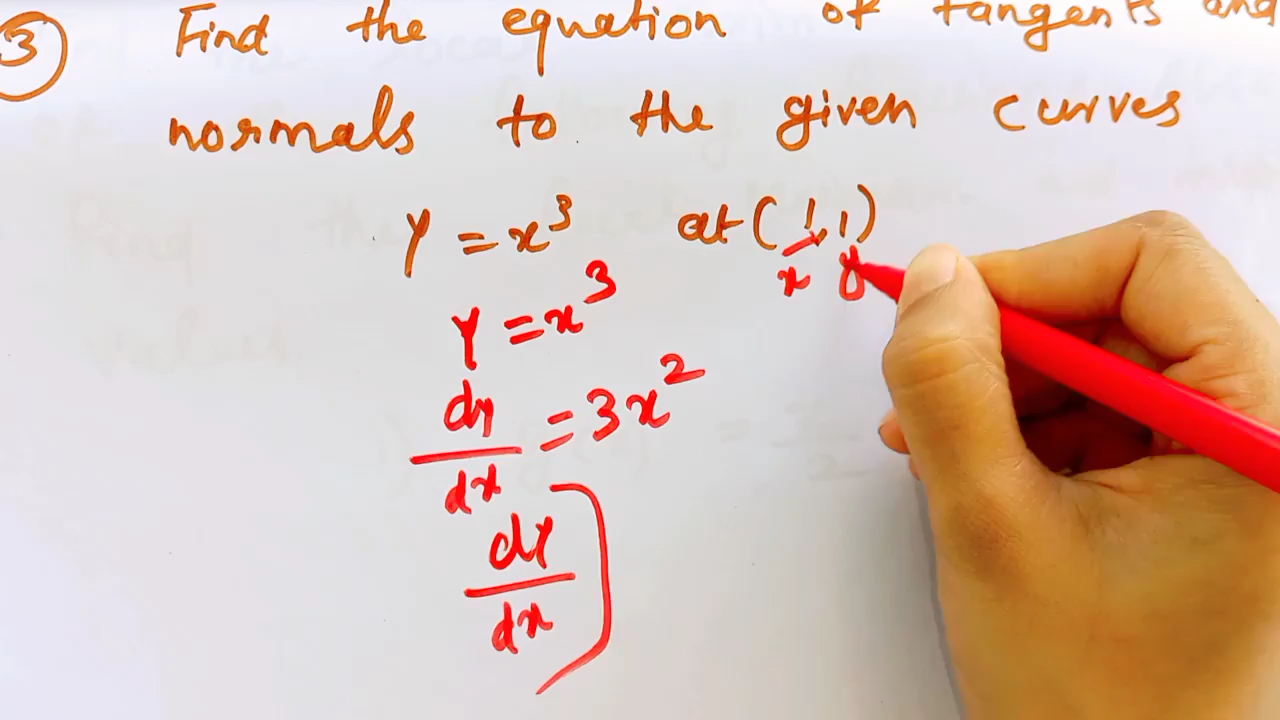 3 Find the equation of tangents and
normals to the given curves
y = x³ at (1,1)
x y
y = x³
dy/dx = 3x²
dy/dx)